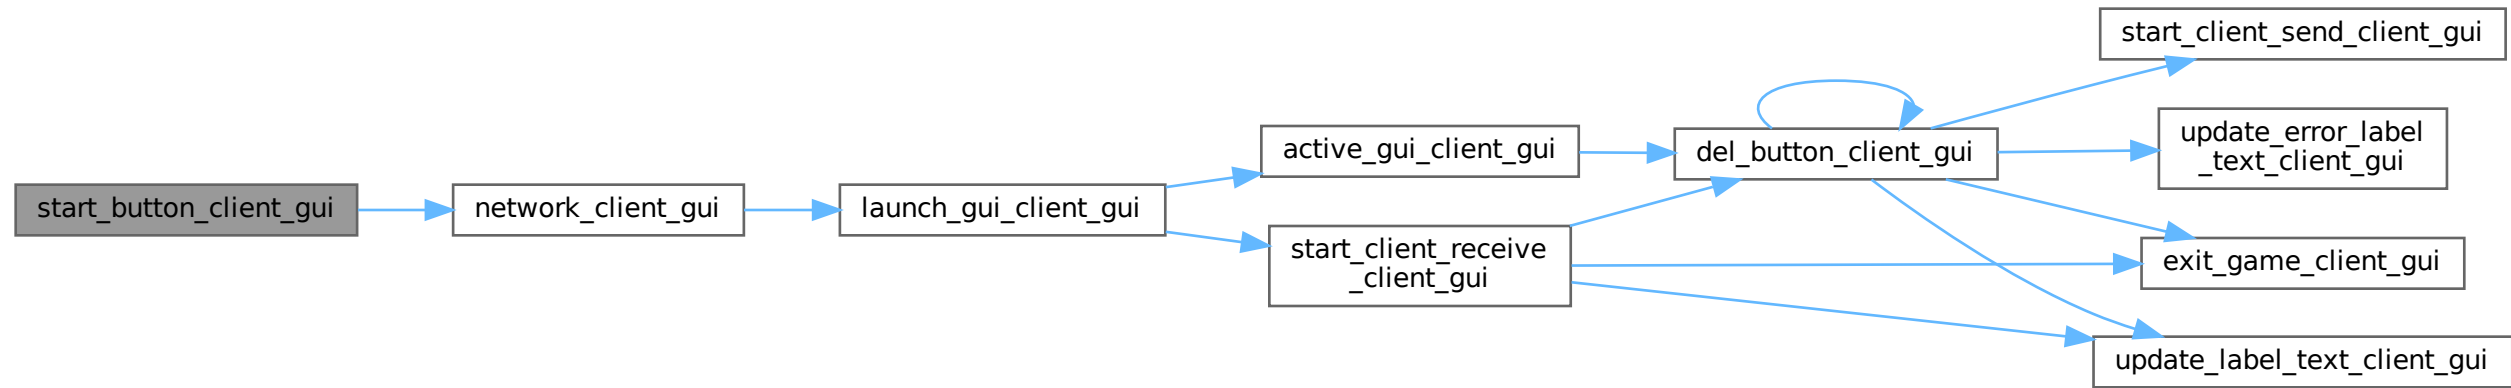 start_button_client_gui
network_client_gui
launch_gui_client_gui
active_gui_client_gui
start_client_receive
_client_gui
del_button_client_gui
start_client_send_client_gui
update_error_label
_text_client_gui
exit_game_client_gui
update_label_text_client_gui